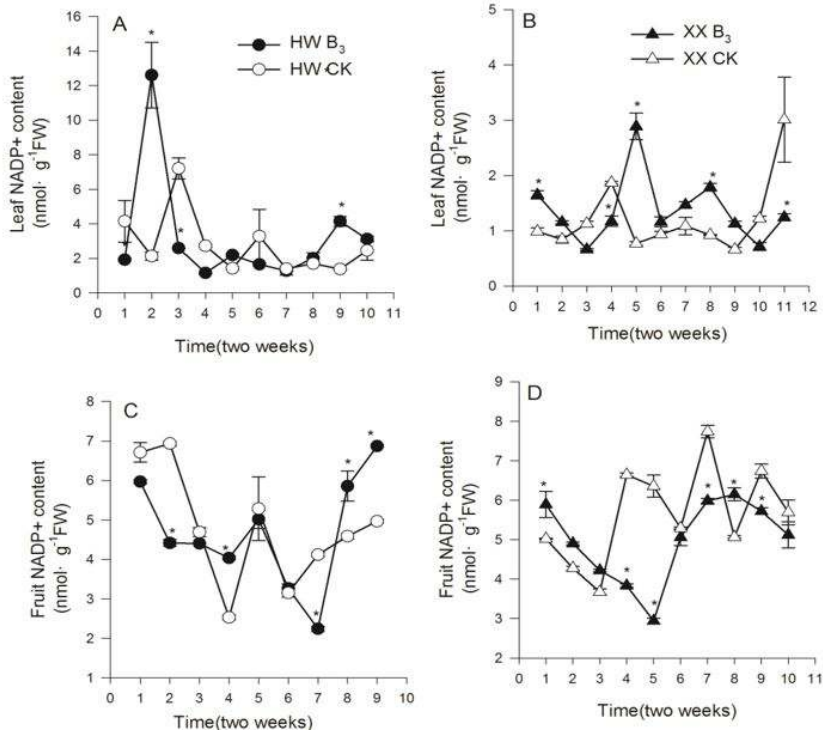 A
HW B3
HW CK
Leaf NADP+ content
(nmol· g-1FW)
16
14
12
10
8
6
4
2
0
*
*
*
0 1 2 3 4 5 6 7 8 9 10 11
Time(two weeks)
B
XX B3
XX CK
Leaf NADP+ content
(nmol· g-1FW)
5
4
3
2
1
0
*
*
*
*
*
0 1 2 3 4 5 6 7 8 9 10 11 12
Time(two weeks)
C
Fruit NADP+ content
(nmol· g-1FW)
8
7
6
5
4
3
2
1
*
*
*
*
*
0 1 2 3 4 5 6 7 8 9 10
Time(two weeks)
D
Fruit NADP+ content
(nmol· g-1FW)
9
8
7
6
5
4
3
2
*
*
*
*
*
*
0 1 2 3 4 5 6 7 8 9 10 11
Time(two weeks)